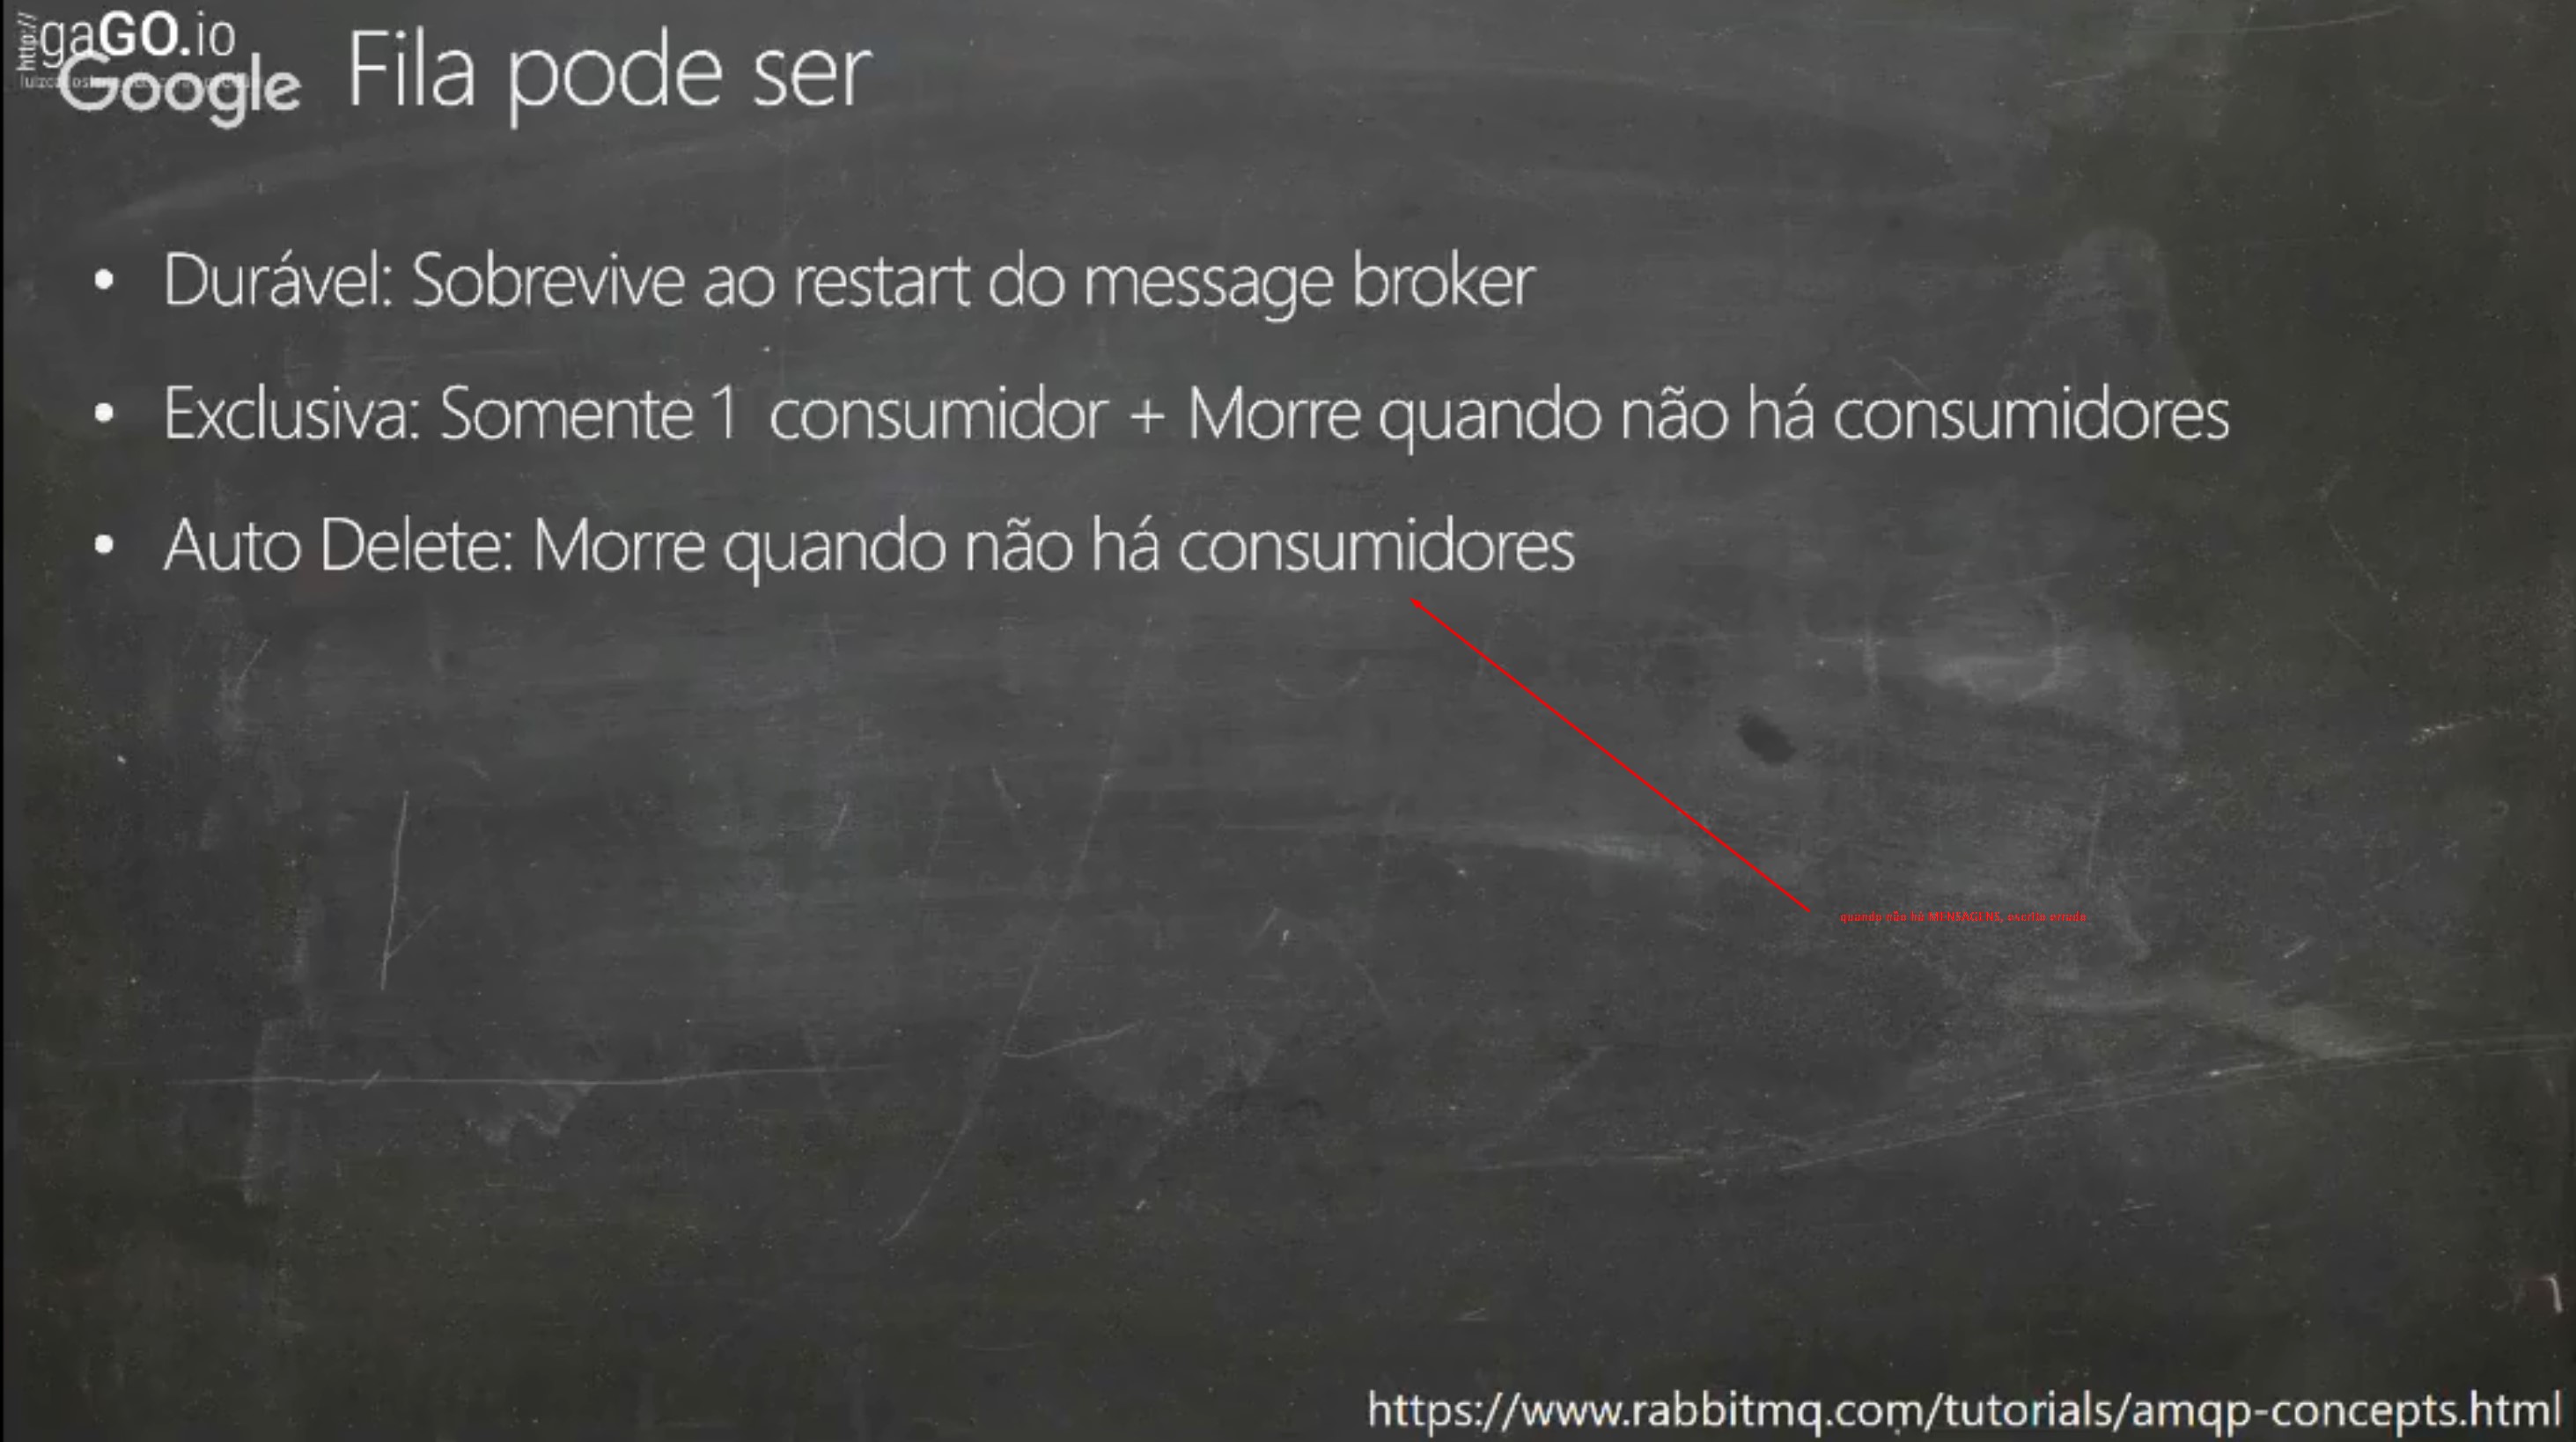 http://gaGO.io
Google
Fila pode ser
• Durável: Sobrevive ao restart do message broker
• Exclusiva: Somente 1 consumidor + Morre quando não há consumidores
• Auto Delete: Morre quando não há consumidores
quando não há MENSAGENS, escrito errado
https://www.rabbitmq.com/tutorials/amqp-concepts.html